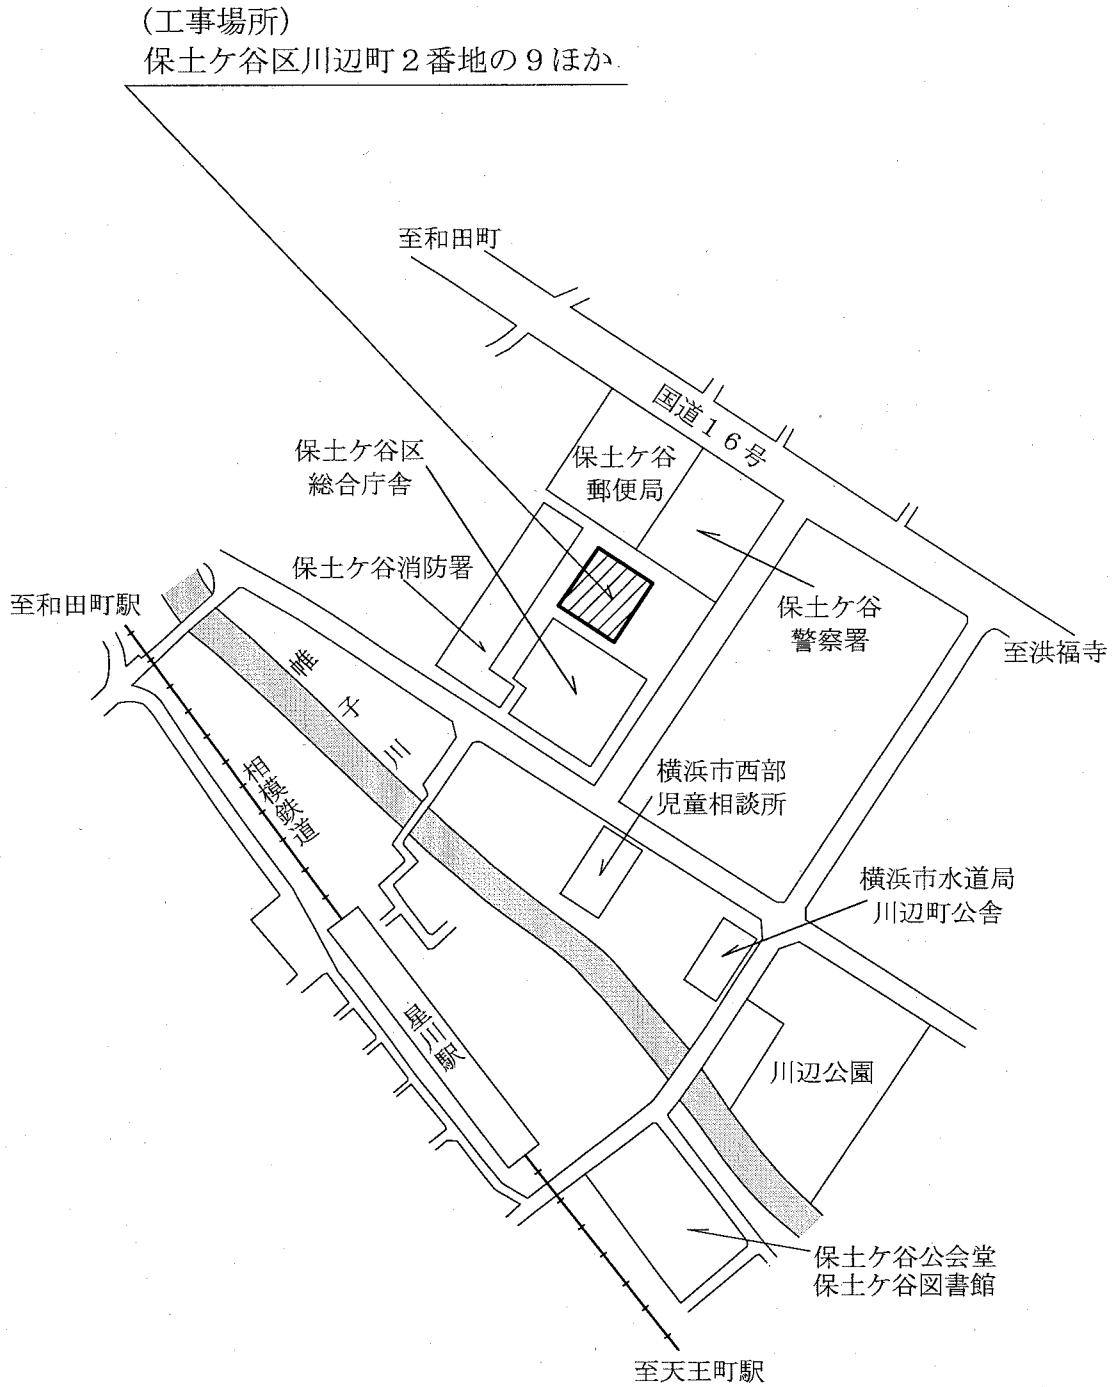 (工事場所)
保土ケ谷区川辺町２番地の９ほか
至和田町
国道１６号
保土ケ谷区
総合庁舎
保土ケ谷
郵便局
保土ケ谷消防署
至和田町駅
保土ケ谷
警察署
至洪福寺
帷子川
相模鉄道
横浜市西部
児童相談所
横浜市水道局
川辺町公舎
星川駅
川辺公園
保土ケ谷公会堂
保土ケ谷図書館
至天王町駅